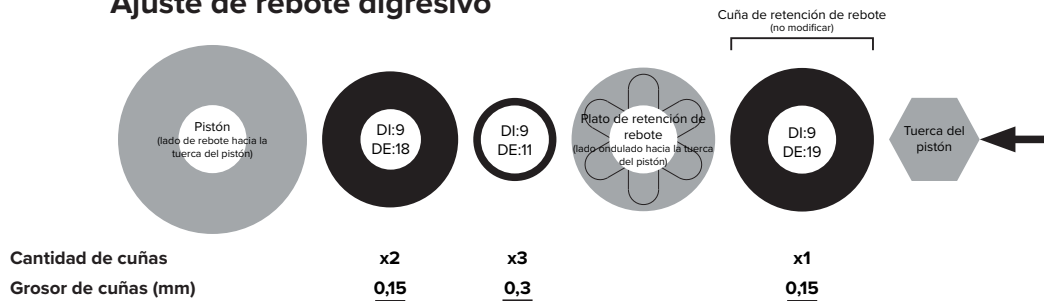 Ajuste de rebote digresivo
Cuña de retención de rebote
(no modificar)
Pistón
(lado de rebote hacia la
tuerca del pistón)
DI:9
DE:18
DI:9
DE:11
Plato de retención de
rebote
(lado ondulado hacia la tuerca
del pistón)
DI:9
DE:19
Tuerca del
pistón
Cantidad de cuñas x2 x3 x1
Grosor de cuñas (mm) 0,15 0,3 0,15